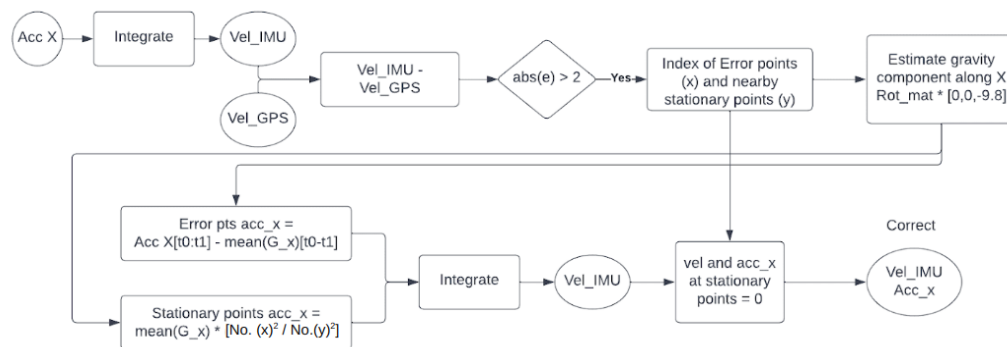 Acc X
Integrate
Vel_IMU
Vel_GPS
Vel_IMU -
Vel_GPS
abs(e) > 2
Yes
Index of Error points
(x) and nearby
stationary points (y)
Estimate gravity
component along X
Rot_mat * [0,0,-9.8]
Error pts acc_x =
Acc X[t0:t1] - mean(G_x)[t0-t1]
Stationary points acc_x =
mean(G_x) * [No. (x)² / No.(y)²]
Integrate
Vel_IMU
vel and acc_x
at stationary
points = 0
Correct
Vel_IMU
Acc_x